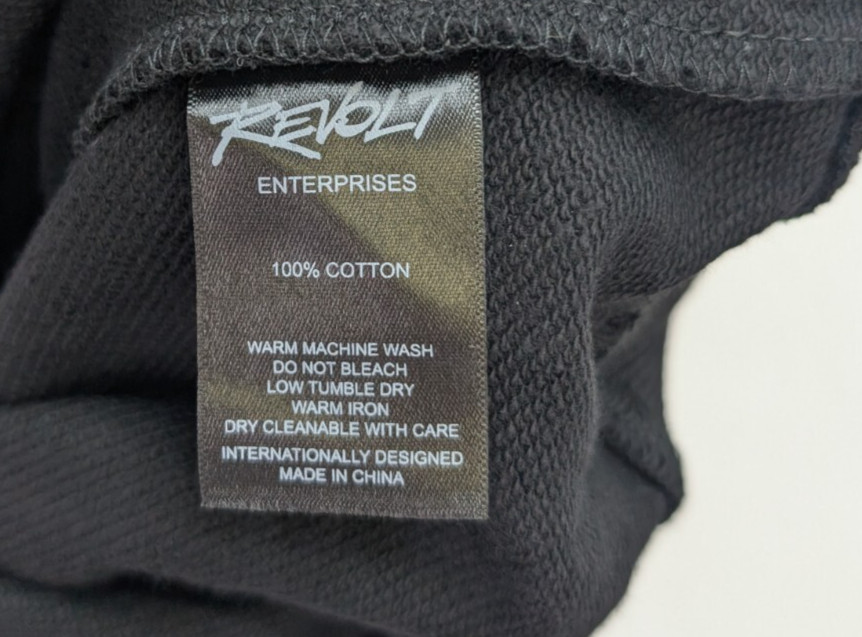 REVOLT
ENTERPRISES
100% COTTON
WARM MACHINE WASH
DO NOT BLEACH
LOW TUMBLE DRY
WARM IRON
DRY CLEANABLE WITH CARE
INTERNATIONALLY DESIGNED
MADE IN CHINA